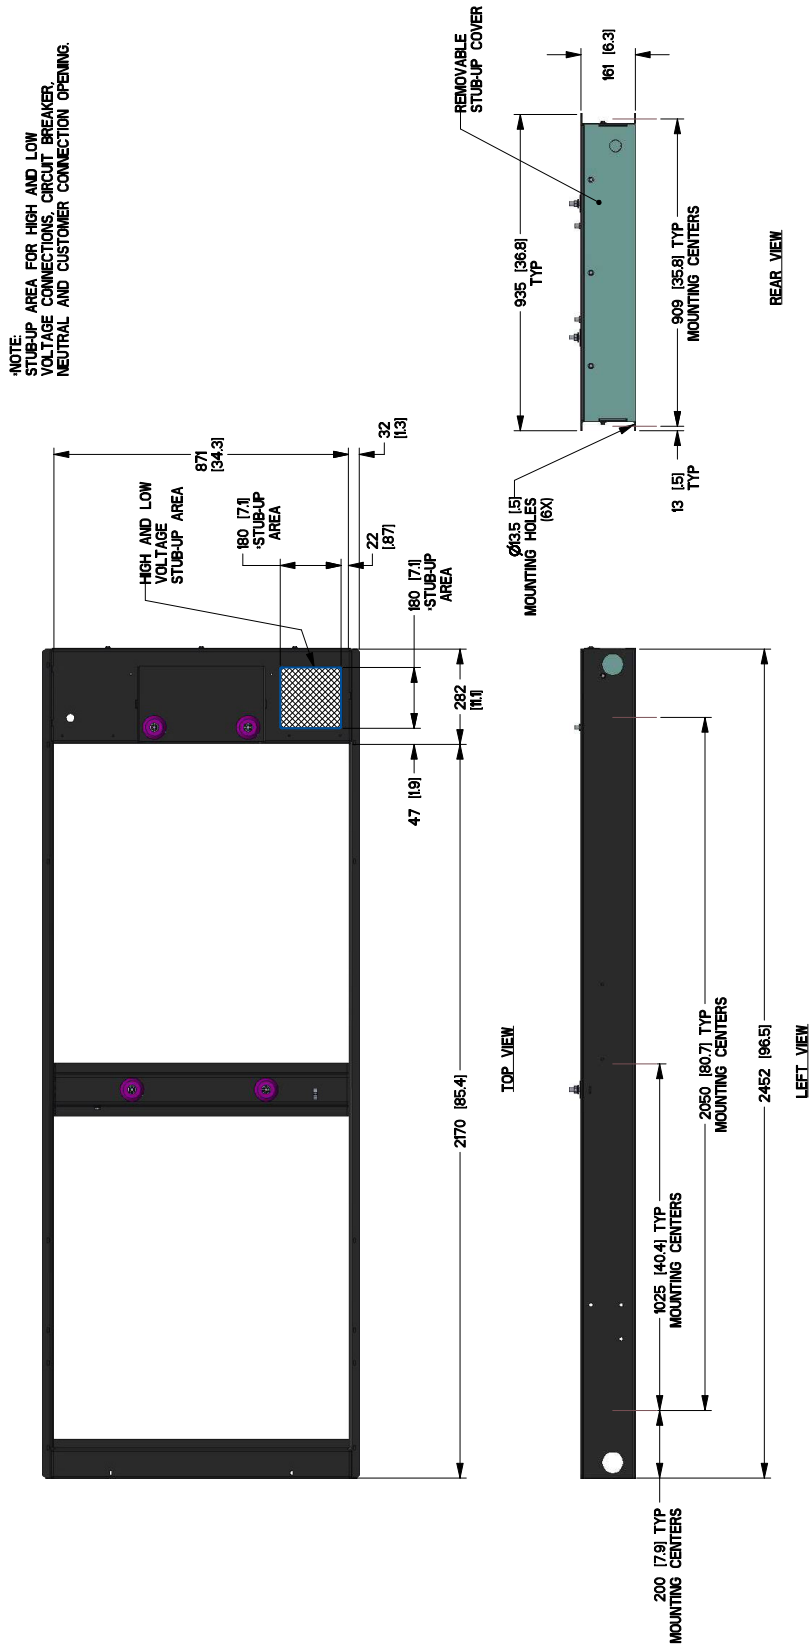 *NOTE:
STUB-UP AREA FOR HIGH AND LOW
VOLTAGE CONNECTIONS, CIRCUIT BREAKER,
NEUTRAL AND CUSTOMER CONNECTION OPENING.
871
[34.3]
32
[1.3]
HIGH AND LOW
VOLTAGE
STUB-UP AREA
180 [7.1]
*STUB-UP
AREA
22
[.87]
180 [7.1]
*STUB-UP
AREA
282
[11.1]
47 [1.9]
2170 [85.4]
TOP VIEW
REMOVABLE
STUB-UP COVER
161 [6.3]
935 [36.8]
TYP
909 [35.8] TYP
MOUNTING CENTERS
Ø13.5 [.5]
MOUNTING HOLES
(6X)
13 [.5]
TYP
REAR VIEW
200 [7.9] TYP
MOUNTING CENTERS
1025 [40.4] TYP
MOUNTING CENTERS
2050 [80.7] TYP
MOUNTING CENTERS
2452 [96.5]
LEFT VIEW